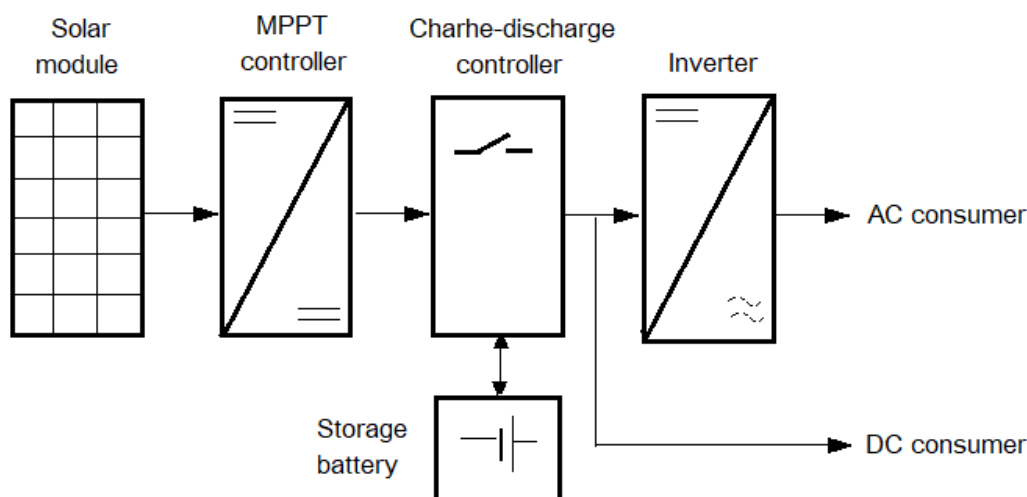 Solar
module
MPPT
controller
Charhe-discharge
controller
Inverter
AC consumer
Storage
battery
DC consumer